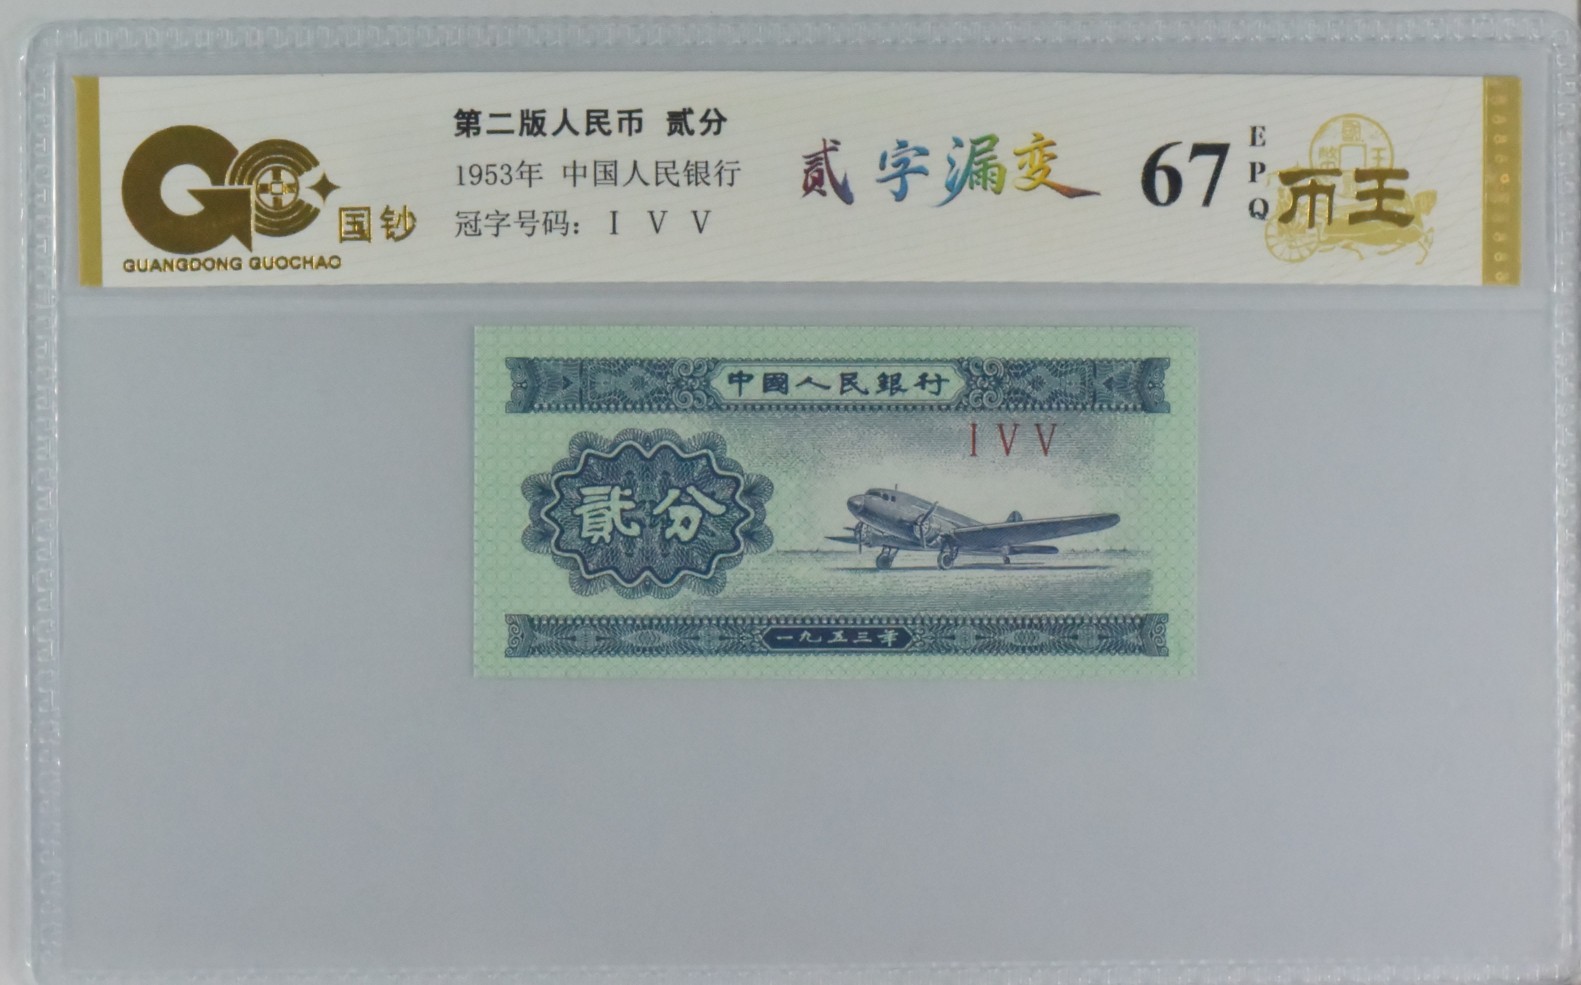 第二版人民币 贰分
1953年 中国人民银行
冠字号码: I V V
贰字漏变
67
EPQ
币王
国钞
GUANGDONG GUOCHAO
中國人民銀行
I V V
貳分
一九五三年